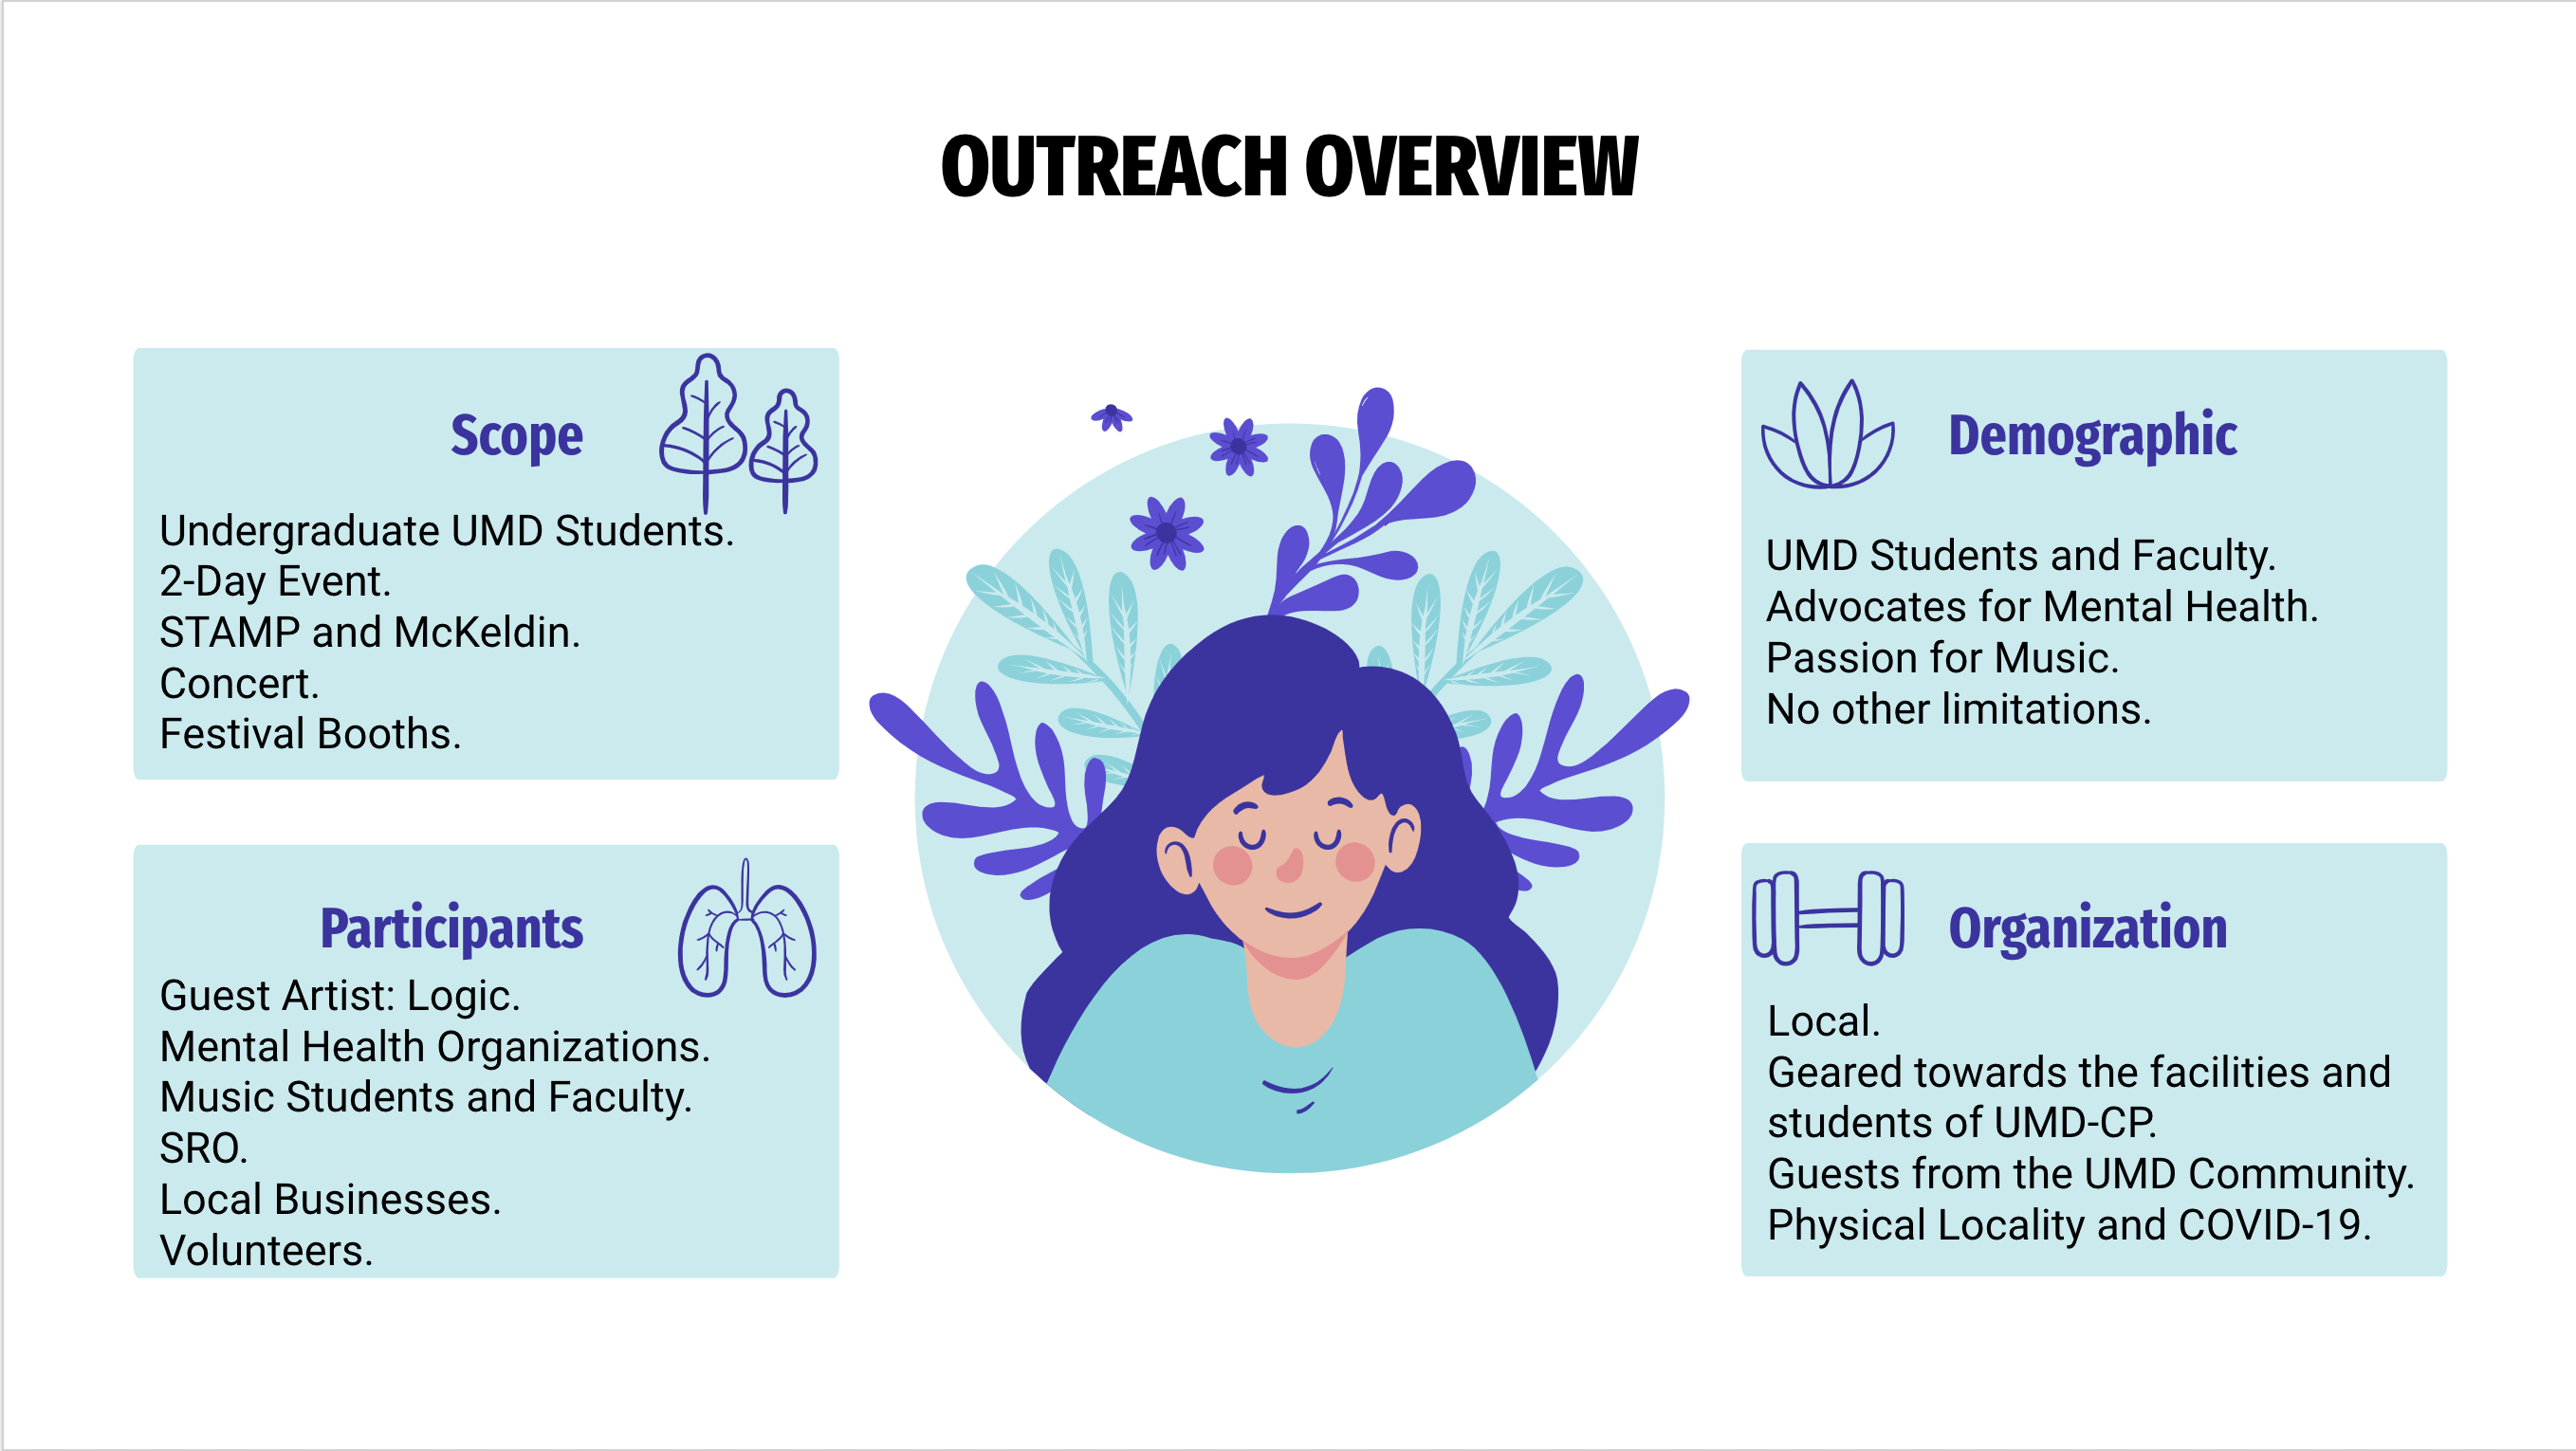 OUTREACH OVERVIEW
Scope
Undergraduate UMD Students.
2-Day Event.
STAMP and McKeldin.
Concert.
Festival Booths.
Demographic
UMD Students and Faculty.
Advocates for Mental Health.
Passion for Music.
No other limitations.
Participants
Guest Artist: Logic.
Mental Health Organizations.
Music Students and Faculty.
SRO.
Local Businesses.
Volunteers.
Organization
Local.
Geared towards the facilities and
students of UMD-CP.
Guests from the UMD Community.
Physical Locality and COVID-19.